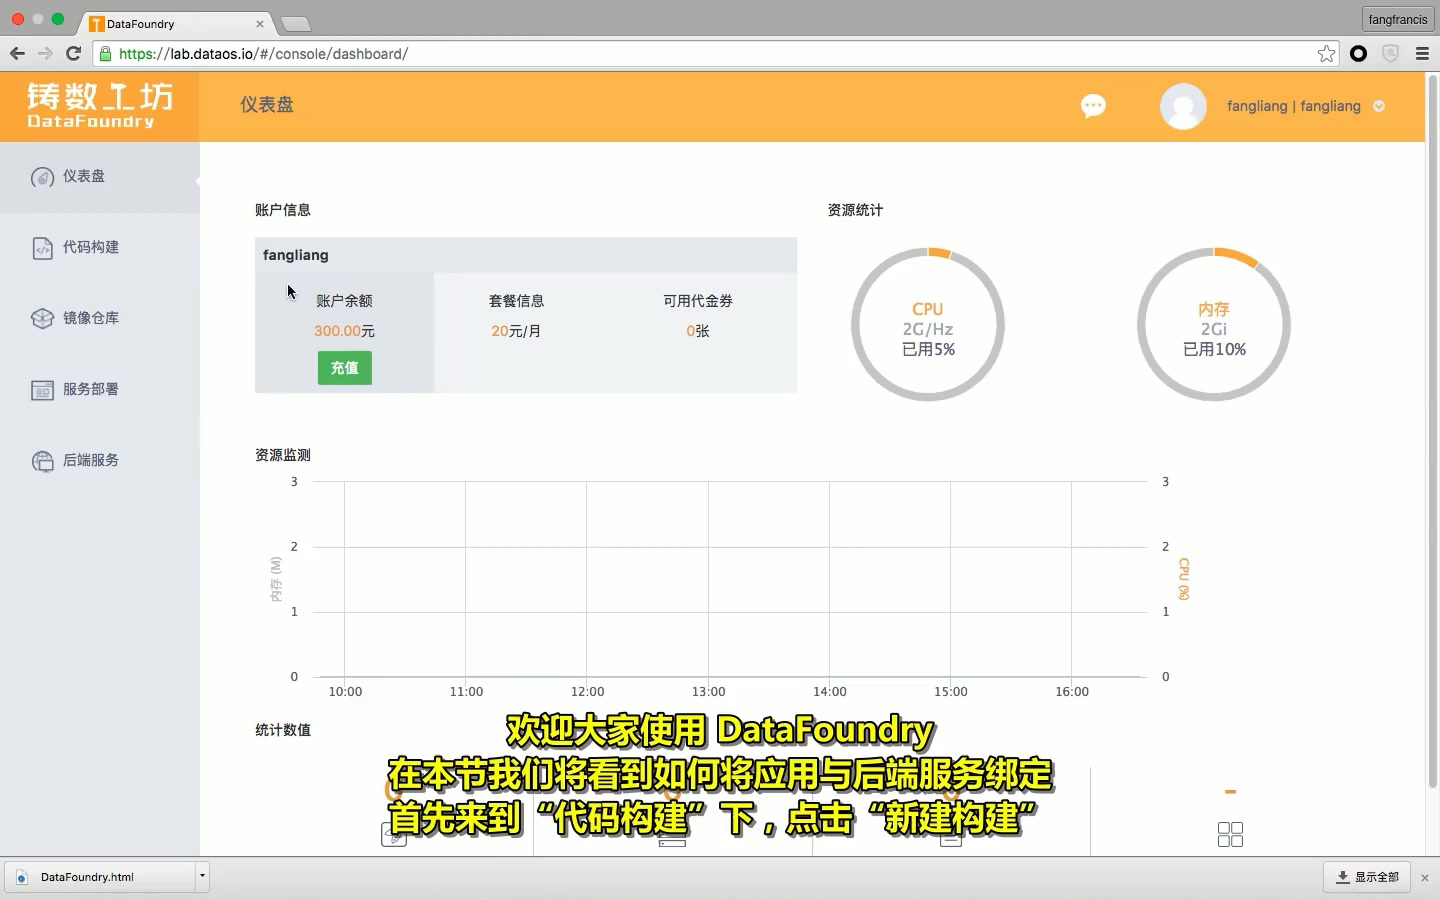 DataFoundry
fangfrancis
https://lab.dataos.io/#/console/dashboard/
铸数工坊
DataFoundry
仪表盘
fangliang | fangliang
仪表盘
代码构建
镜像仓库
服务部署
后端服务
账户信息
fangliang
账户余额
300.00元
充值
套餐信息
20元/月
可用代金券
0张
资源统计
CPU
2G/Hz
已用5%
内存
2Gi
已用10%
资源监测
3
2
1
0
内存 (M)
3
2
1
0
CPU (%)
10:00 11:00 12:00 13:00 14:00 15:00 16:00
统计数值
欢迎大家使用 DataFoundry
在本节我们将看到如何将应用与后端服务绑定
首先来到“代码构建”下，点击“新建构建”
DataFoundry.html
显示全部